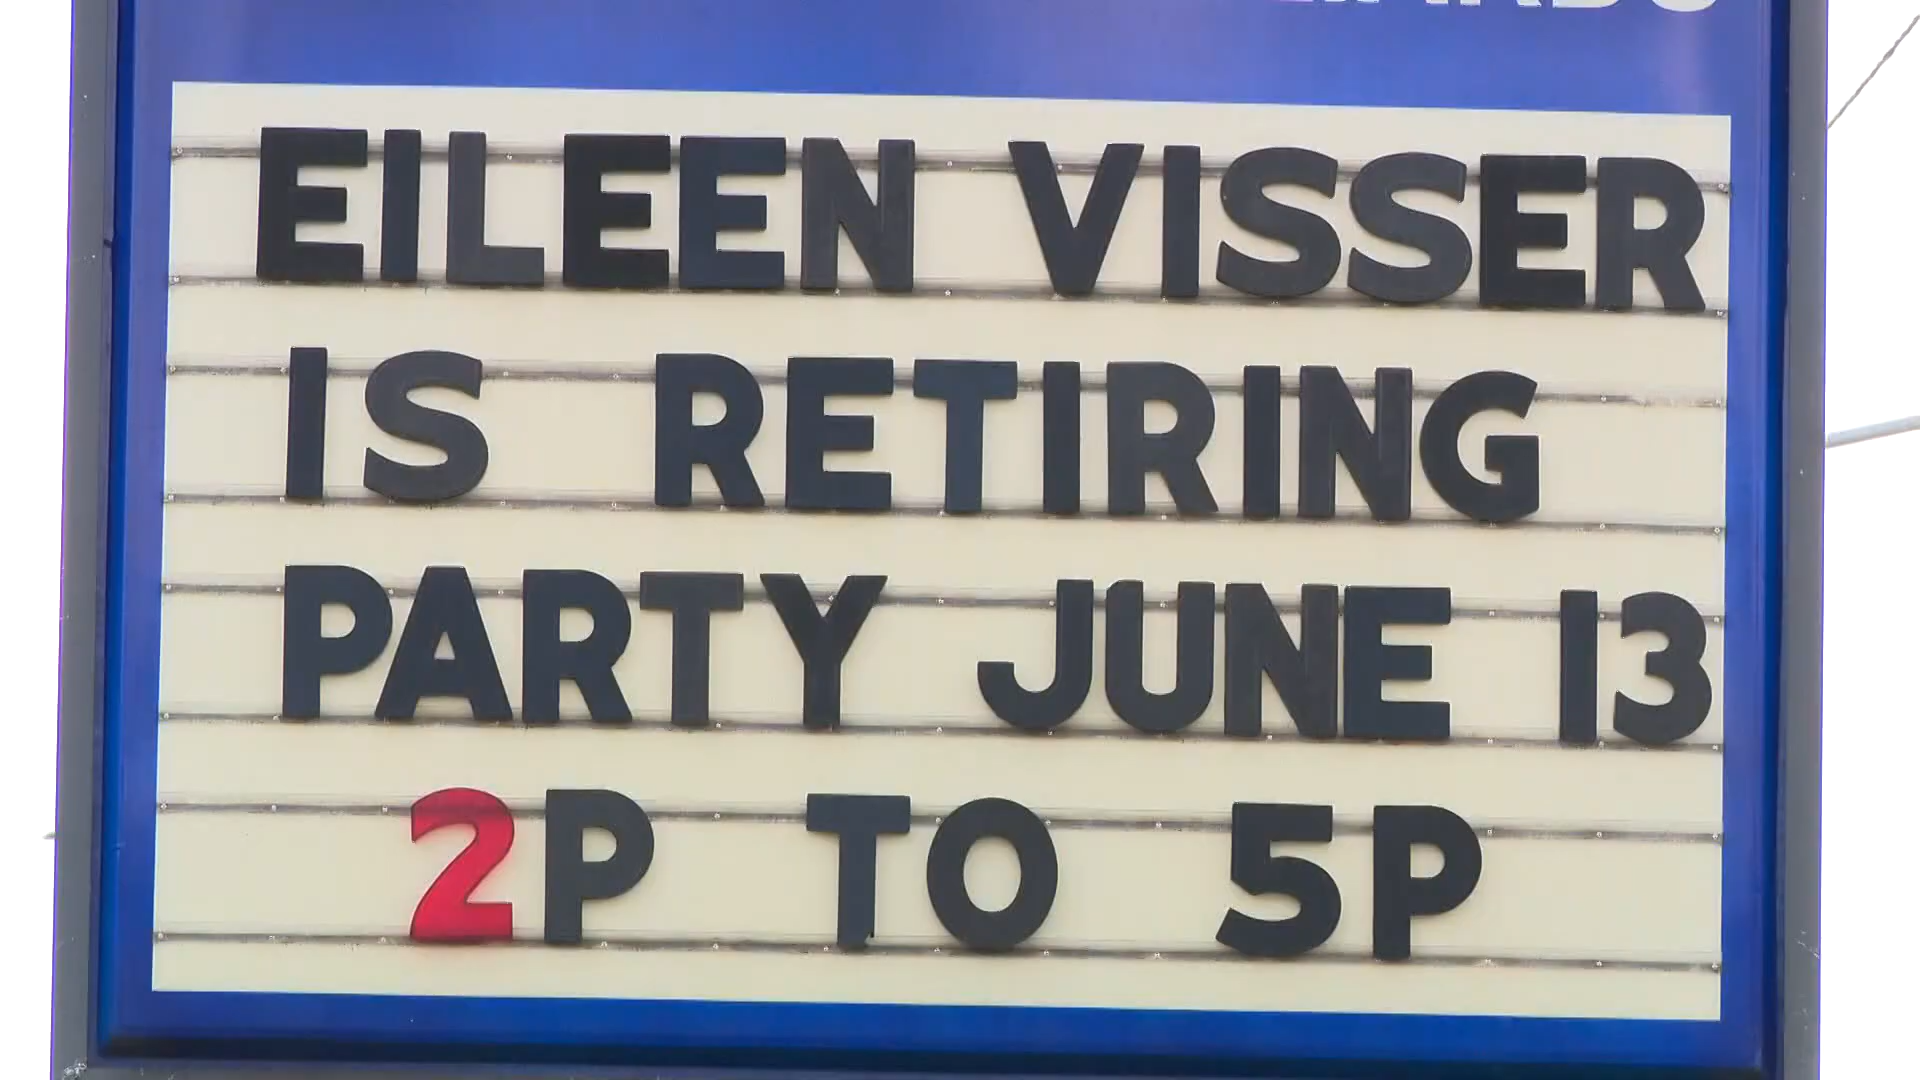 EILEEN VISSER
IS RETIRING
PARTY JUNE 13
2P TO 5P